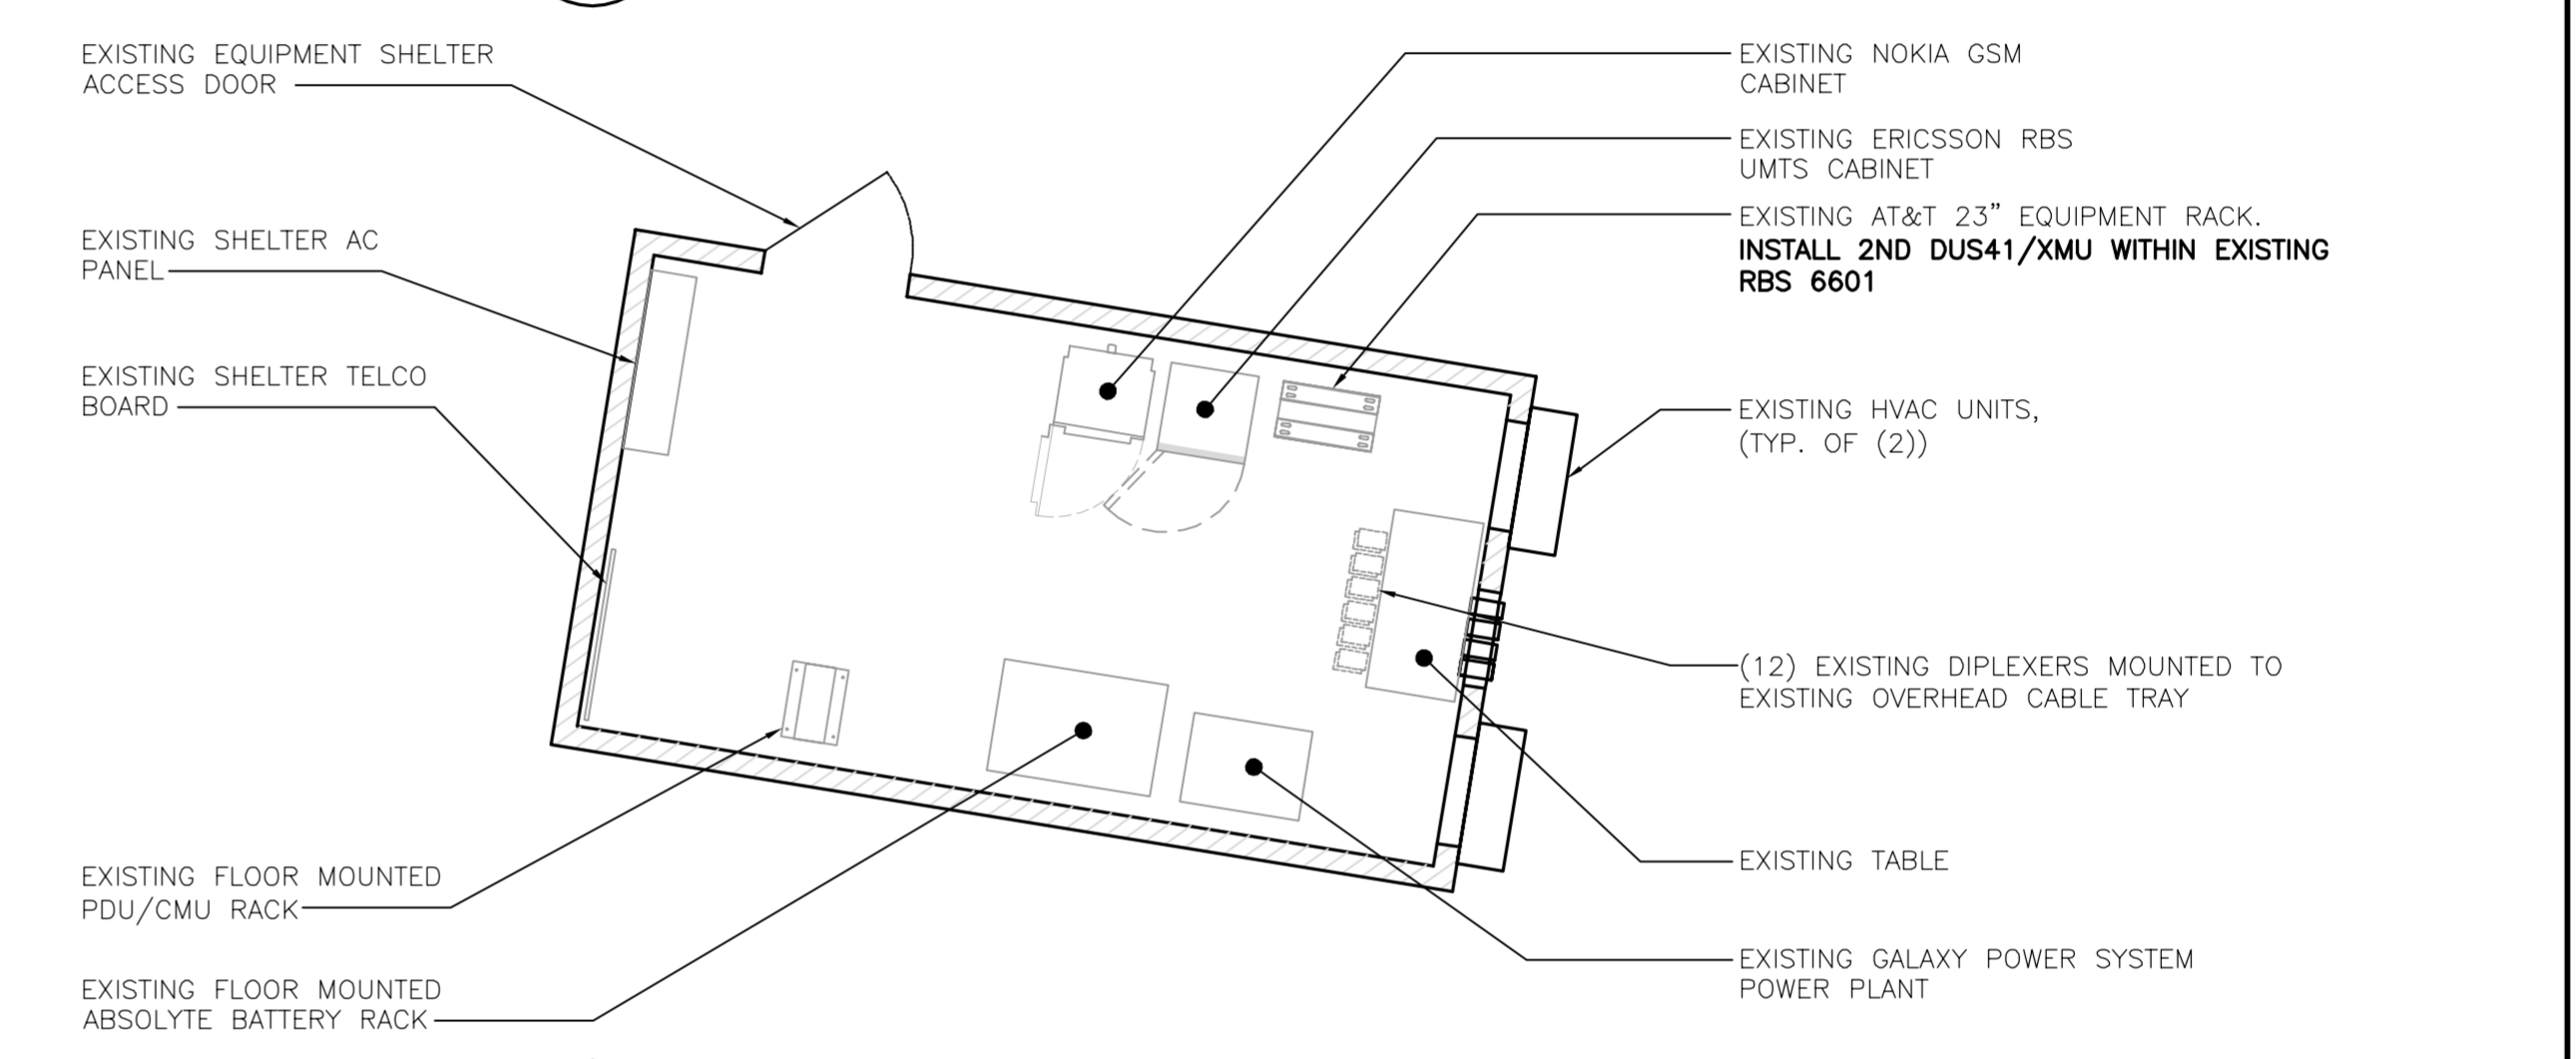 EXISTING EQUIPMENT SHELTER
ACCESS DOOR
EXISTING SHELTER AC
PANEL
EXISTING SHELTER TELCO
BOARD
EXISTING FLOOR MOUNTED
PDU/CMU RACK
EXISTING FLOOR MOUNTED
ABSOLYTE BATTERY RACK
EXISTING NOKIA GSM
CABINET
EXISTING ERICSSON RBS
UMTS CABINET
EXISTING AT&T 23" EQUIPMENT RACK.
INSTALL 2ND DUS41/XMU WITHIN EXISTING
RBS 6601
EXISTING HVAC UNITS,
(TYP. OF (2))
(12) EXISTING DIPLEXERS MOUNTED TO
EXISTING OVERHEAD CABLE TRAY
EXISTING TABLE
EXISTING GALAXY POWER SYSTEM
POWER PLANT